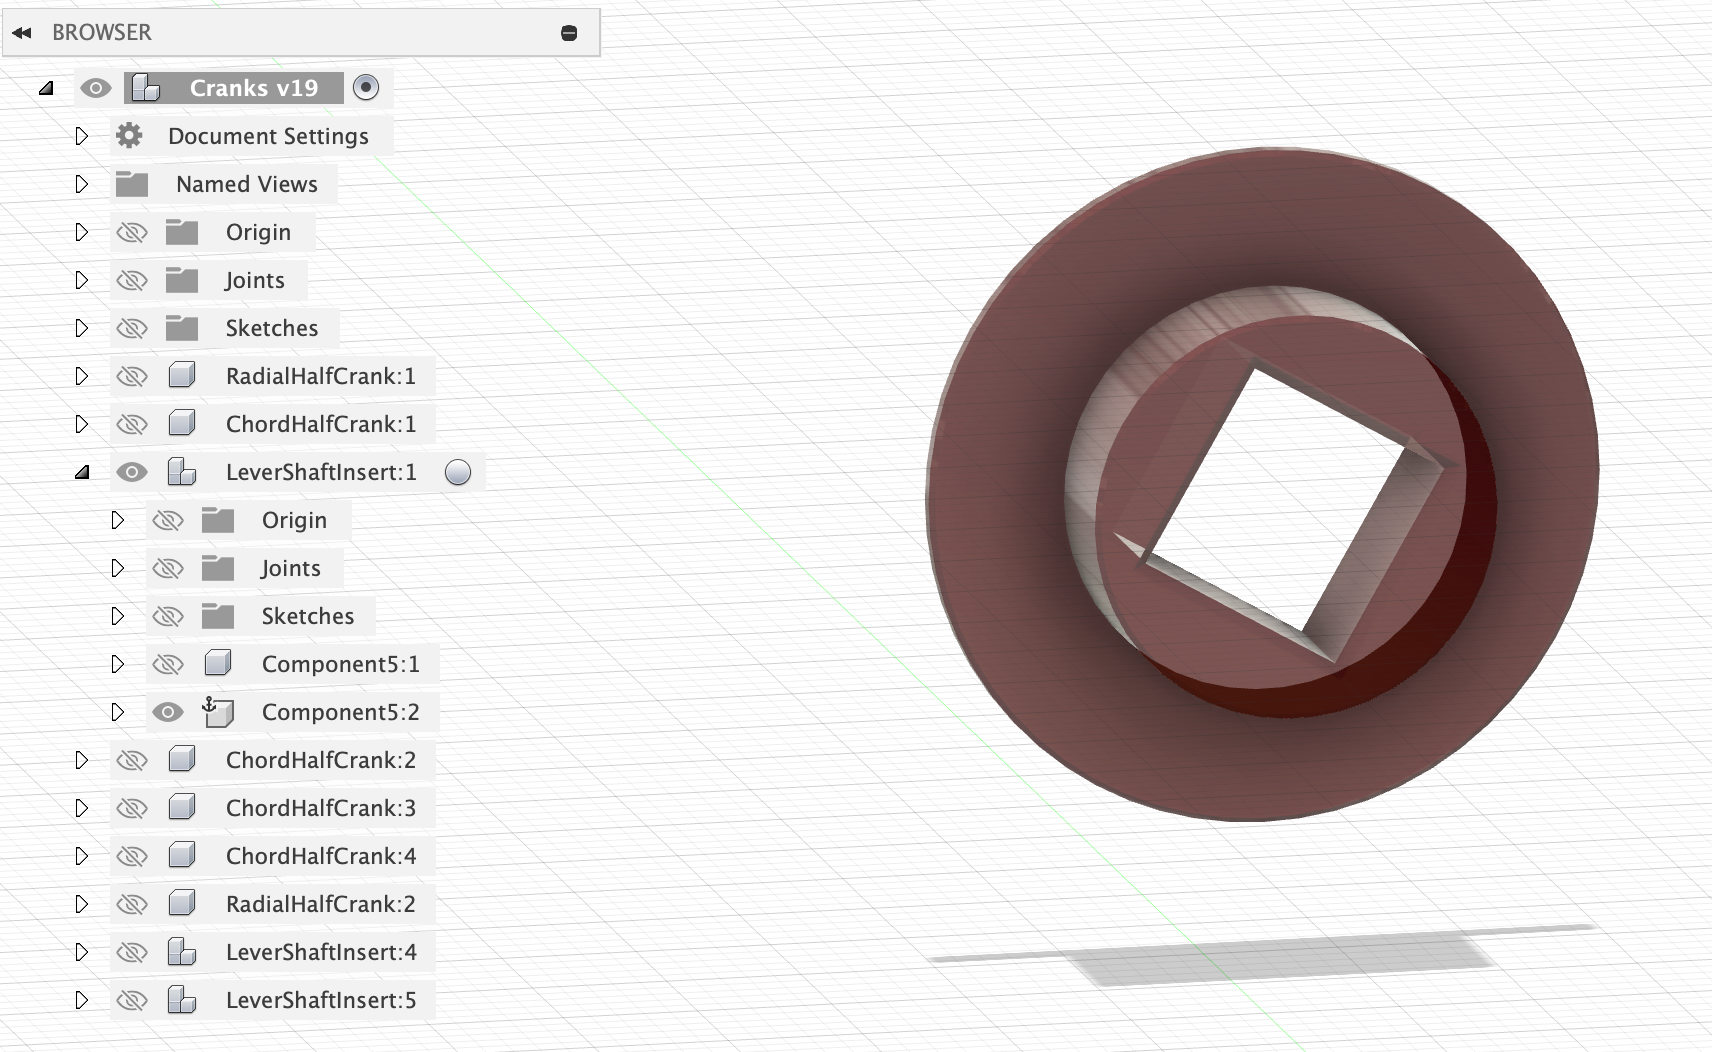 BROWSER
Cranks v19
Document Settings
Named Views
Origin
Joints
Sketches
RadialHalfCrank:1
ChordHalfCrank:1
LeverShaftInsert:1
Origin
Joints
Sketches
Component5:1
Component5:2
ChordHalfCrank:2
ChordHalfCrank:3
ChordHalfCrank:4
RadialHalfCrank:2
LeverShaftInsert:4
LeverShaftInsert:5